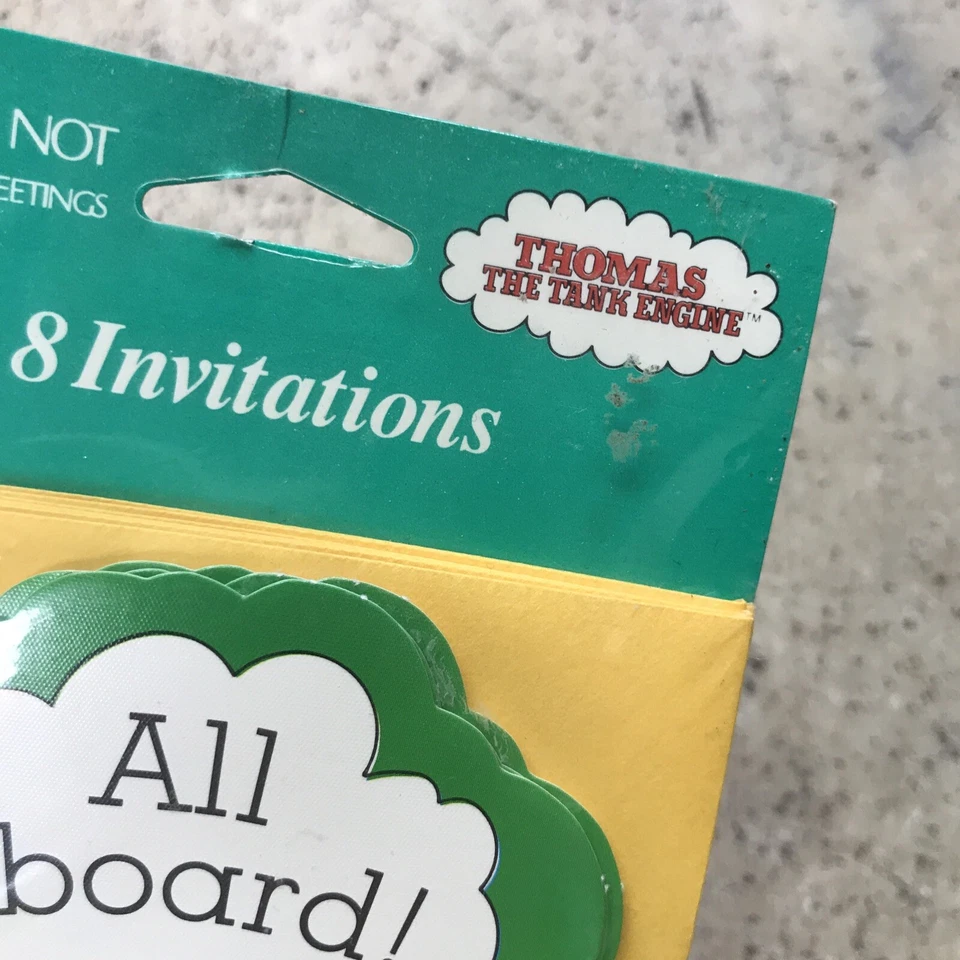 NOT
EETINGS
THOMAS
THE TANK ENGINE™
8 Invitations
All
board!